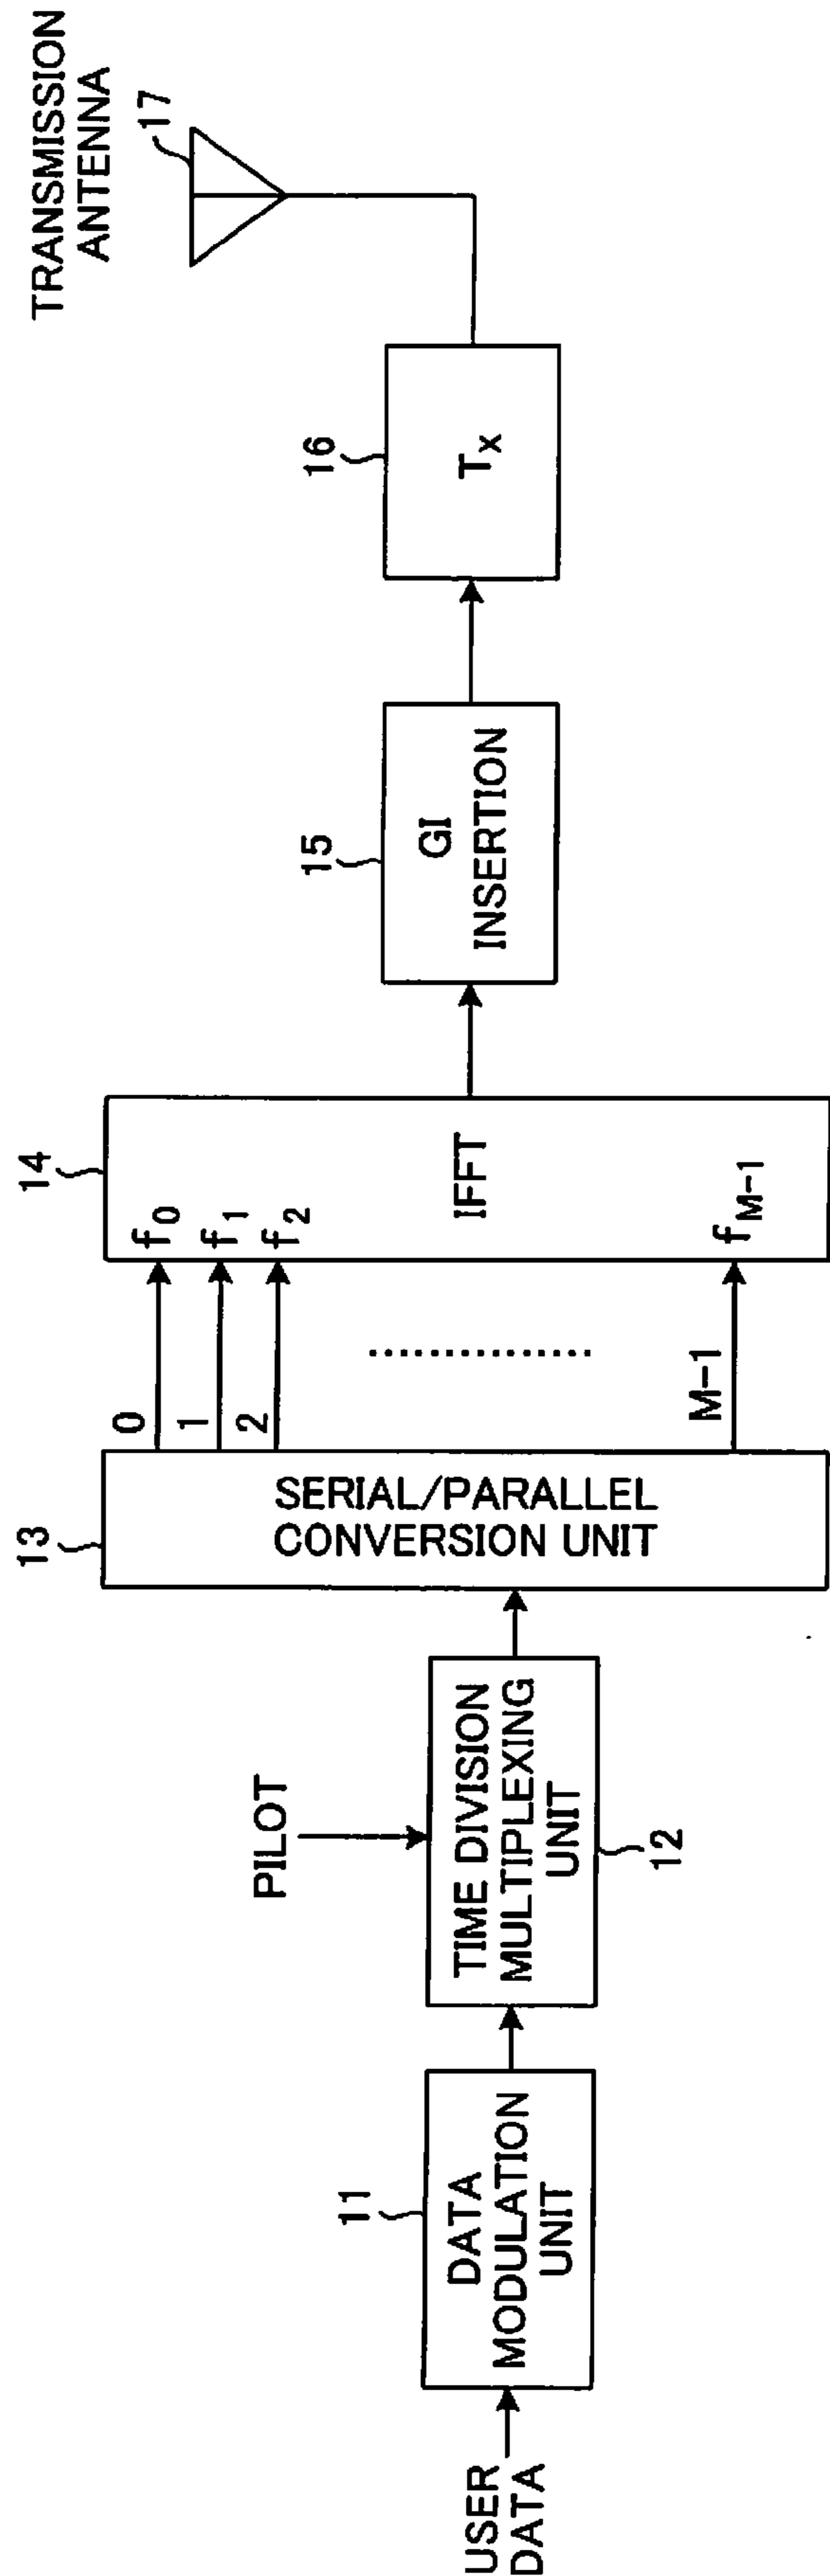 USER
DATA
11
DATA
MODULATION
UNIT
PILOT
TIME DIVISION
MULTIPLEXING
UNIT
12
13
SERIAL/PARALLEL
CONVERSION UNIT
0
1
2
M-1
14
f0
f1
f2
fM-1
IFFT
15
GI
INSERTION
16
Tx
TRANSMISSION
ANTENNA
17